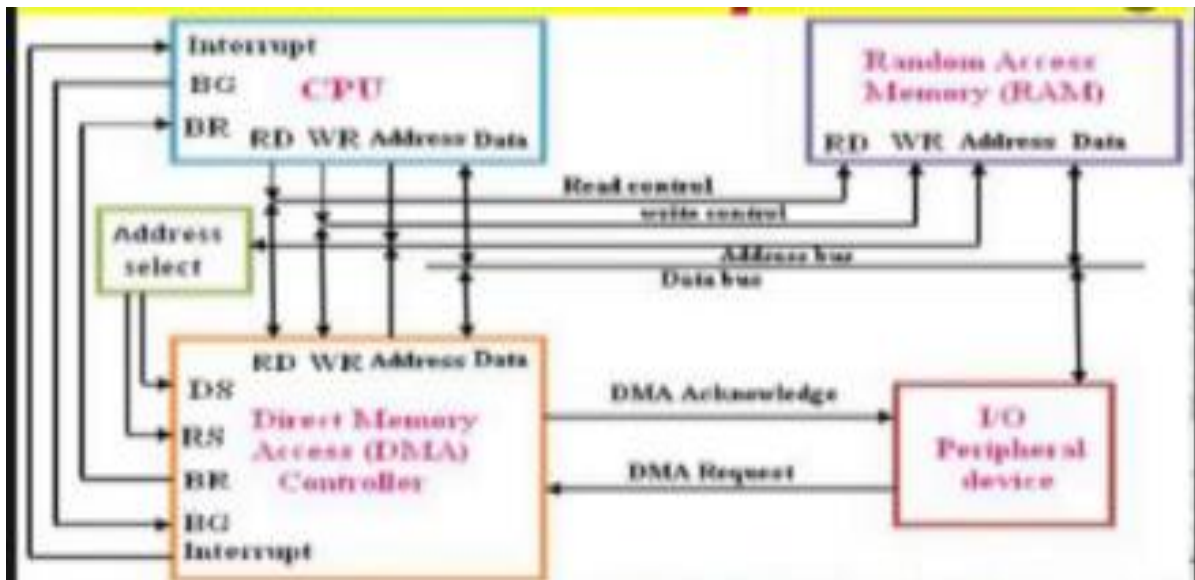 Interrupt
BG
CPU
BR
RD WR Address Data
Random Access
Memory (RAM)
RD WR Address Data
Read control
write control
Address
select
Address bus
Data bus
RD WR Address Data
DS
Direct Memory
RS
Access (DMA)
BR
Controller
BG
Interrupt
DMA Acknowledge
DMA Request
I/O
Peripheral
device